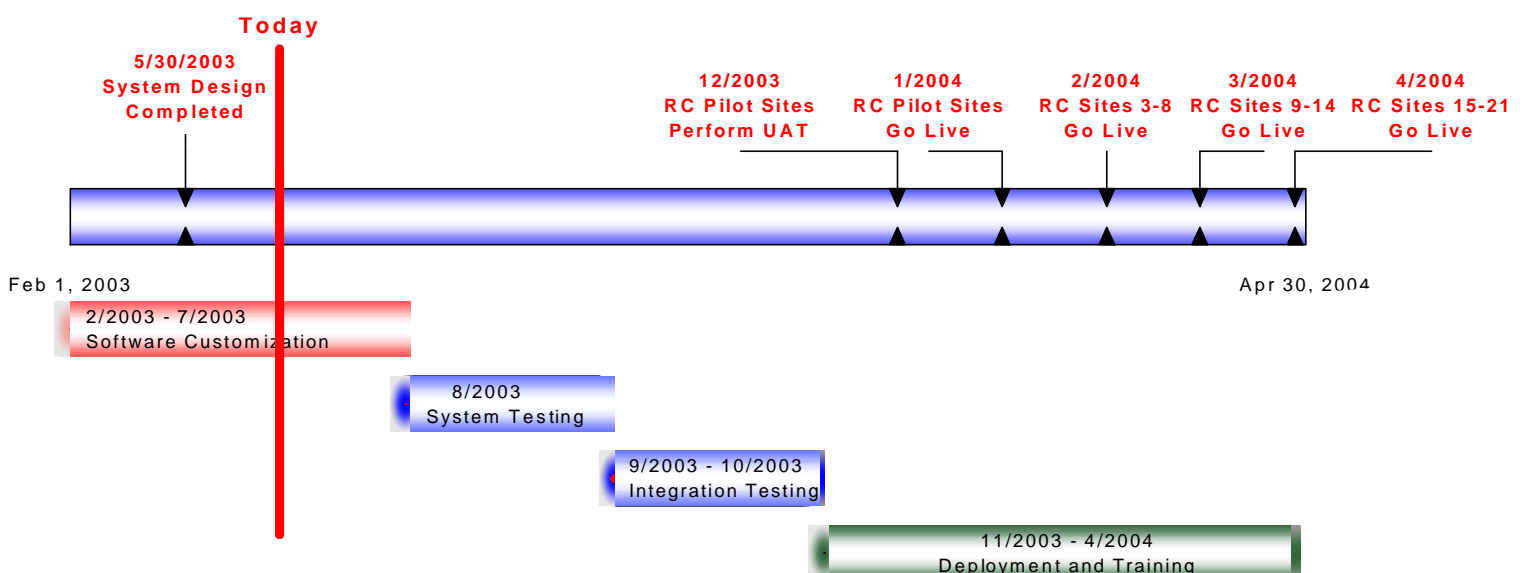 Today
5/30/2003
System Design
Completed
12/2003
RC Pilot Sites
Perform UAT
1/2004
RC Pilot Sites
Go Live
2/2004
RC Sites 3-8
Go Live
3/2004
RC Sites 9-14
Go Live
4/2004
RC Sites 15-21
Go Live
Feb 1, 2003
Apr 30, 2004
2/2003 - 7/2003
Software Customization
8/2003
System Testing
9/2003 - 10/2003
Integration Testing
11/2003 - 4/2004
Deployment and Training